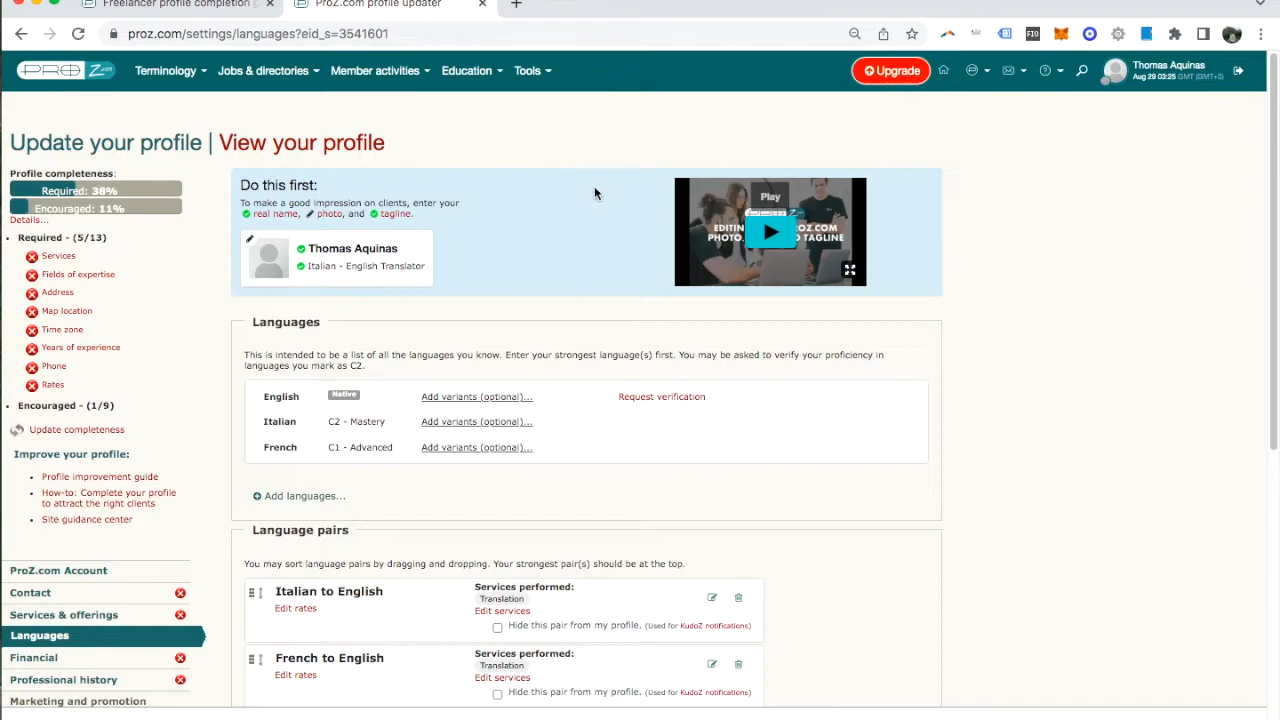 Freelancer profile completion g
ProZ.com profile updater
proz.com/settings/languages?eid_s=3541601
PRO Z.com
Terminology
Jobs & directories
Member activities
Education
Tools
Upgrade
Thomas Aquinas
Aug 29 03:25 GMT (GMT+0)
Update your profile | View your profile
Profile completeness:
Required: 38%
Encouraged: 11%
Details...
Required - (5/13)
Services
Fields of expertise
Address
Map location
Time zone
Years of experience
Phone
Rates
Encouraged - (1/9)
Update completeness
Improve your profile:
Profile improvement guide
How-to: Complete your profile
to attract the right clients
Site guidance center
ProZ.com Account
Contact
Services & offerings
Languages
Financial
Professional history
Marketing and promotion
Do this first:
To make a good impression on clients, enter your
real name, photo, and tagline.
Thomas Aquinas
Italian - English Translator
Play
Languages
This is intended to be a list of all the languages you know. Enter your strongest language(s) first. You may be asked to verify your proficiency in
languages you mark as C2.
English Native Add variants (optional)... Request verification
Italian C2 - Mastery Add variants (optional)...
French C1 - Advanced Add variants (optional)...
Add languages...
Language pairs
You may sort language pairs by dragging and dropping. Your strongest pair(s) should be at the top.
Italian to English
Edit rates
Services performed:
Translation
Edit services
Hide this pair from my profile. (Used for KudoZ notifications)
French to English
Edit rates
Services performed:
Translation
Edit services
Hide this pair from my profile. (Used for KudoZ notifications)